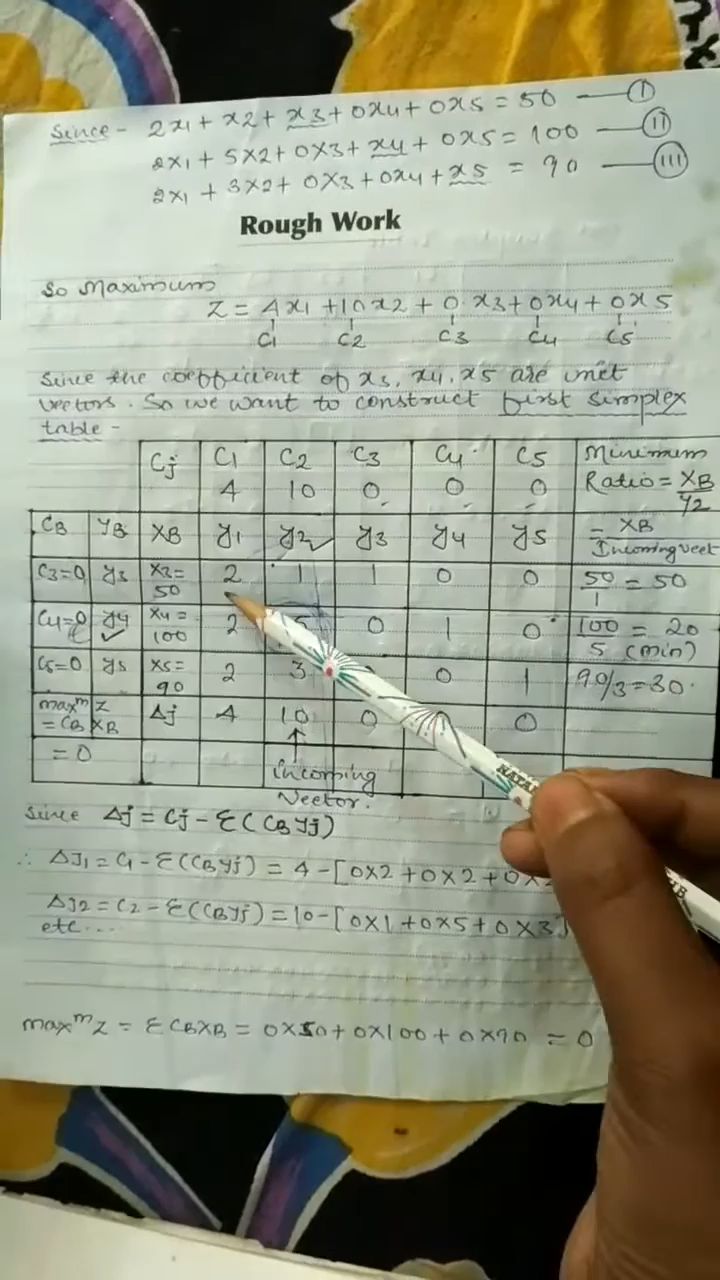 Since - 2x1 + x2 + x3 + 0x4 + 0x5 = 50 — I
2x1 + 5x2 + 0x3 + x4 + 0x5 = 100 — II
2x1 + 3x2 + 0x3 + 0x4 + x5 = 90 — III
Rough Work
So Maximum
Z = 4x1 + 10x2 + 0.x3 + 0x4 + 0x5
C1 C2 C3 C4 C5
Since the coefficient of x3, x4, x5 are unit
vectors. So we want to construct first simplex
table -
Cj C1 C2 C3 C4 C5 Minimum
4 10 0 0 0 Ratio = XB/Y2
CB YB XB y1 y2 y3 y4 y5 = XB / Incoming vect
C3=0 y3 x3=50 2 1 1 0 0 50/1 = 50
C4=0 y4 x4=100 2 5 0 1 0 100/5 = 20 (min)
C5=0 y5 x5=90 2 3 0 1 90/3=30
maxm Z = CB XB Δj 4 10 0 0
= 0 ↑
Incoming
Vector.
Since Δj = Cj - Σ(CB yj)
∴ ΔJ1 = C1 - Σ(CB yj) = 4 - [0x2 + 0x2 + 0x
ΔJ2 = C2 - Σ(CB yj) = 10 - [0x1 + 0x5 + 0x3]
etc...
maxm Z = ΣCBXB = 0x50 + 0x100 + 0x90 = 0